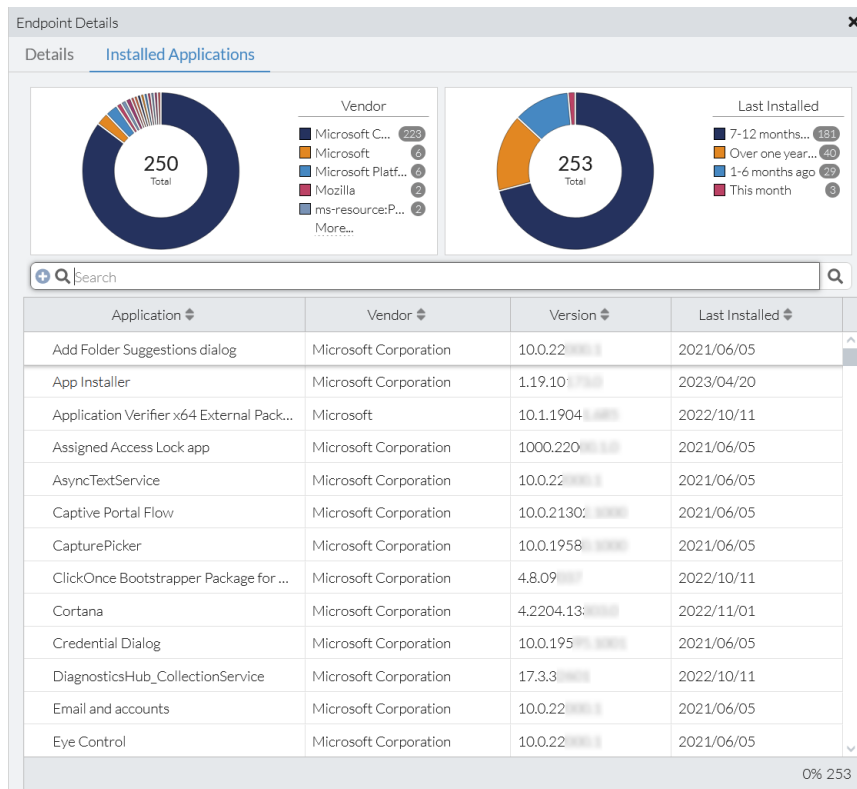 Endpoint Details
Details Installed Applications
Vendor
250
Total
Microsoft C... 223
Microsoft 6
Microsoft Platf... 6
Mozilla 2
ms-resource:P... 2
More...
Last Installed
253
Total
7-12 months... 181
Over one year... 40
1-6 months ago 29
This month 3
Search
Application Vendor Version Last Installed
Add Folder Suggestions dialog Microsoft Corporation 10.0.22 2021/06/05
App Installer Microsoft Corporation 1.19.10 2023/04/20
Application Verifier x64 External Pack... Microsoft 10.1.1904 2022/10/11
Assigned Access Lock app Microsoft Corporation 1000.220 2021/06/05
AsyncTextService Microsoft Corporation 10.0.22 2021/06/05
Captive Portal Flow Microsoft Corporation 10.0.2130 2021/06/05
CapturePicker Microsoft Corporation 10.0.1958 2021/06/05
ClickOnce Bootstrapper Package for ... Microsoft Corporation 4.8.09 2022/10/11
Cortana Microsoft Corporation 4.2204.13 2022/11/01
Credential Dialog Microsoft Corporation 10.0.195 2021/06/05
DiagnosticsHub_CollectionService Microsoft Corporation 17.3.3 2022/10/11
Email and accounts Microsoft Corporation 10.0.22 2021/06/05
Eye Control Microsoft Corporation 10.0.22 2021/06/05
0% 253